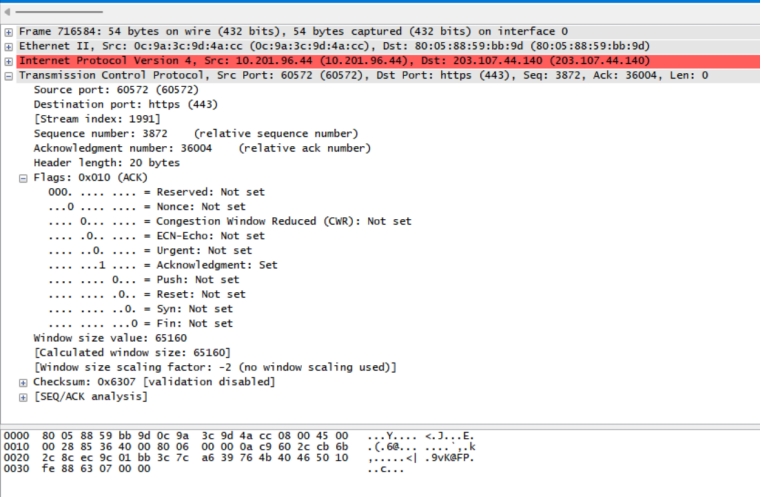 Frame 716584: 54 bytes on wire (432 bits), 54 bytes captured (432 bits) on interface 0
Ethernet II, Src: 0c:9a:3c:9d:4a:cc (0c:9a:3c:9d:4a:cc), Dst: 80:05:88:59:bb:9d (80:05:88:59:bb:9d)
Internet Protocol Version 4, Src: 10.201.96.44 (10.201.96.44), Dst: 203.107.44.140 (203.107.44.140)
Transmission Control Protocol, Src Port: 60572 (60572), Dst Port: https (443), Seq: 3872, Ack: 36004, Len: 0
Source port: 60572 (60572)
Destination port: https (443)
[Stream index: 1991]
Sequence number: 3872 (relative sequence number)
Acknowledgment number: 36004 (relative ack number)
Header length: 20 bytes
Flags: 0x010 (ACK)
000. .... .... = Reserved: Not set
...0 .... .... = Nonce: Not set
.... 0... .... = Congestion Window Reduced (CWR): Not set
.... .0.. .... = ECN-Echo: Not set
.... ..0. .... = Urgent: Not set
.... ...1 .... = Acknowledgment: Set
.... .... 0... = Push: Not set
.... .... .0.. = Reset: Not set
.... .... ..0. = Syn: Not set
.... .... ...0 = Fin: Not set
Window size value: 65160
[Calculated window size: 65160]
[Window size scaling factor: -2 (no window scaling used)]
Checksum: 0x6307 [validation disabled]
[SEQ/ACK analysis]
0000 80 05 88 59 bb 9d 0c 9a 3c 9d 4a cc 08 00 45 00 ...Y.... <.J...E.
0010 00 28 85 36 40 00 80 06 00 00 0a c9 60 2c cb 6b .(.6@... ....`,.k
0020 2c 8c ec 9c 01 bb 3c 7c a6 39 76 4b 40 46 50 10 ,.....<| .9vK@FP.
0030 fe 88 63 07 00 00 ..c...